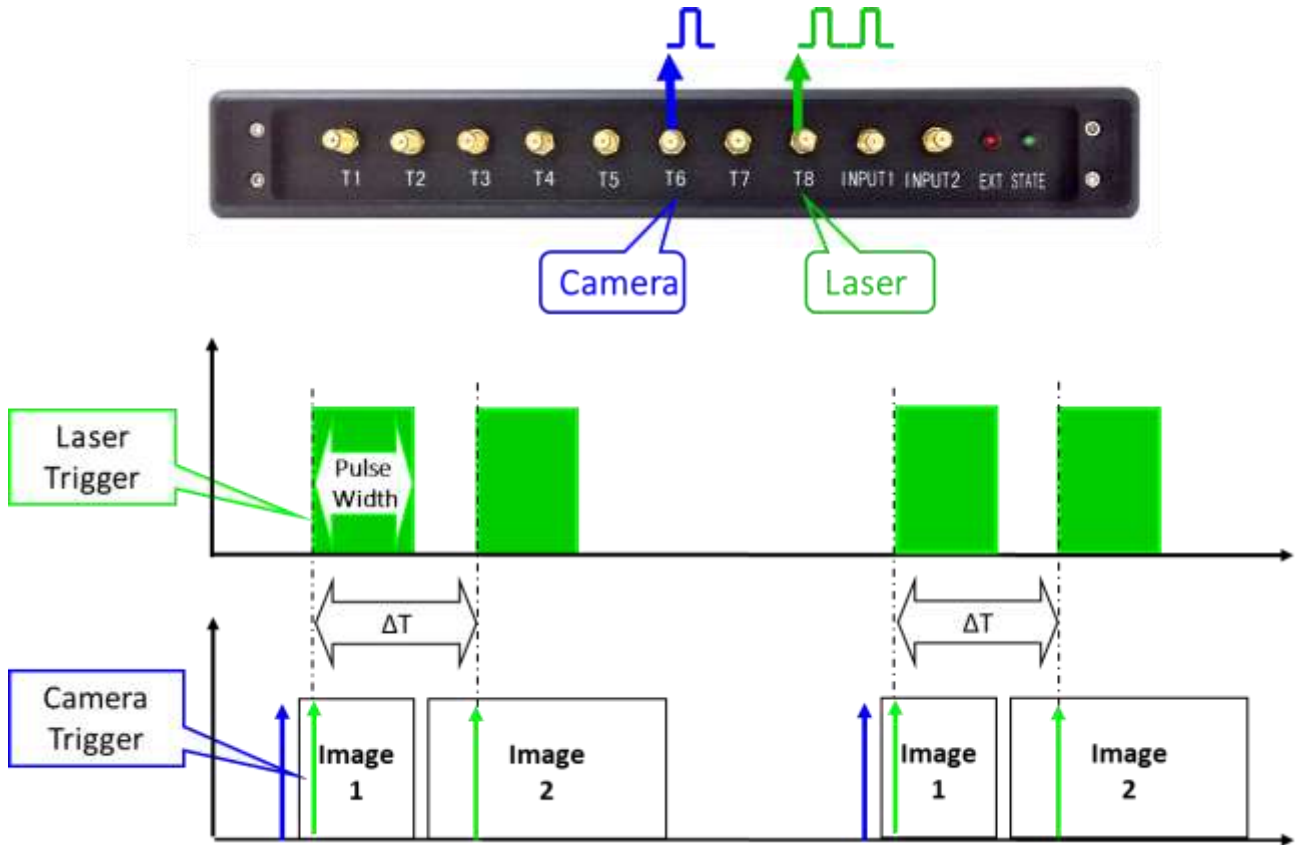 T1 T2 T3 T4 T5 T6 T7 T8 INPUT1 INPUT2 EXT STATE
Camera
Laser
Laser
Trigger
Pulse
Width
ΔT
ΔT
Camera
Trigger
Image
1
Image
2
Image
1
Image
2